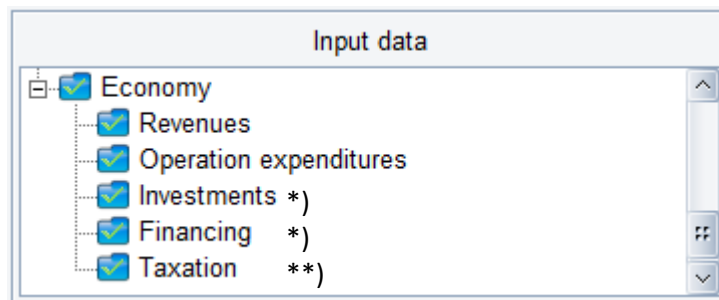 Input data
Economy
Revenues
Operation expenditures
Investments *)
Financing *)
Taxation **)